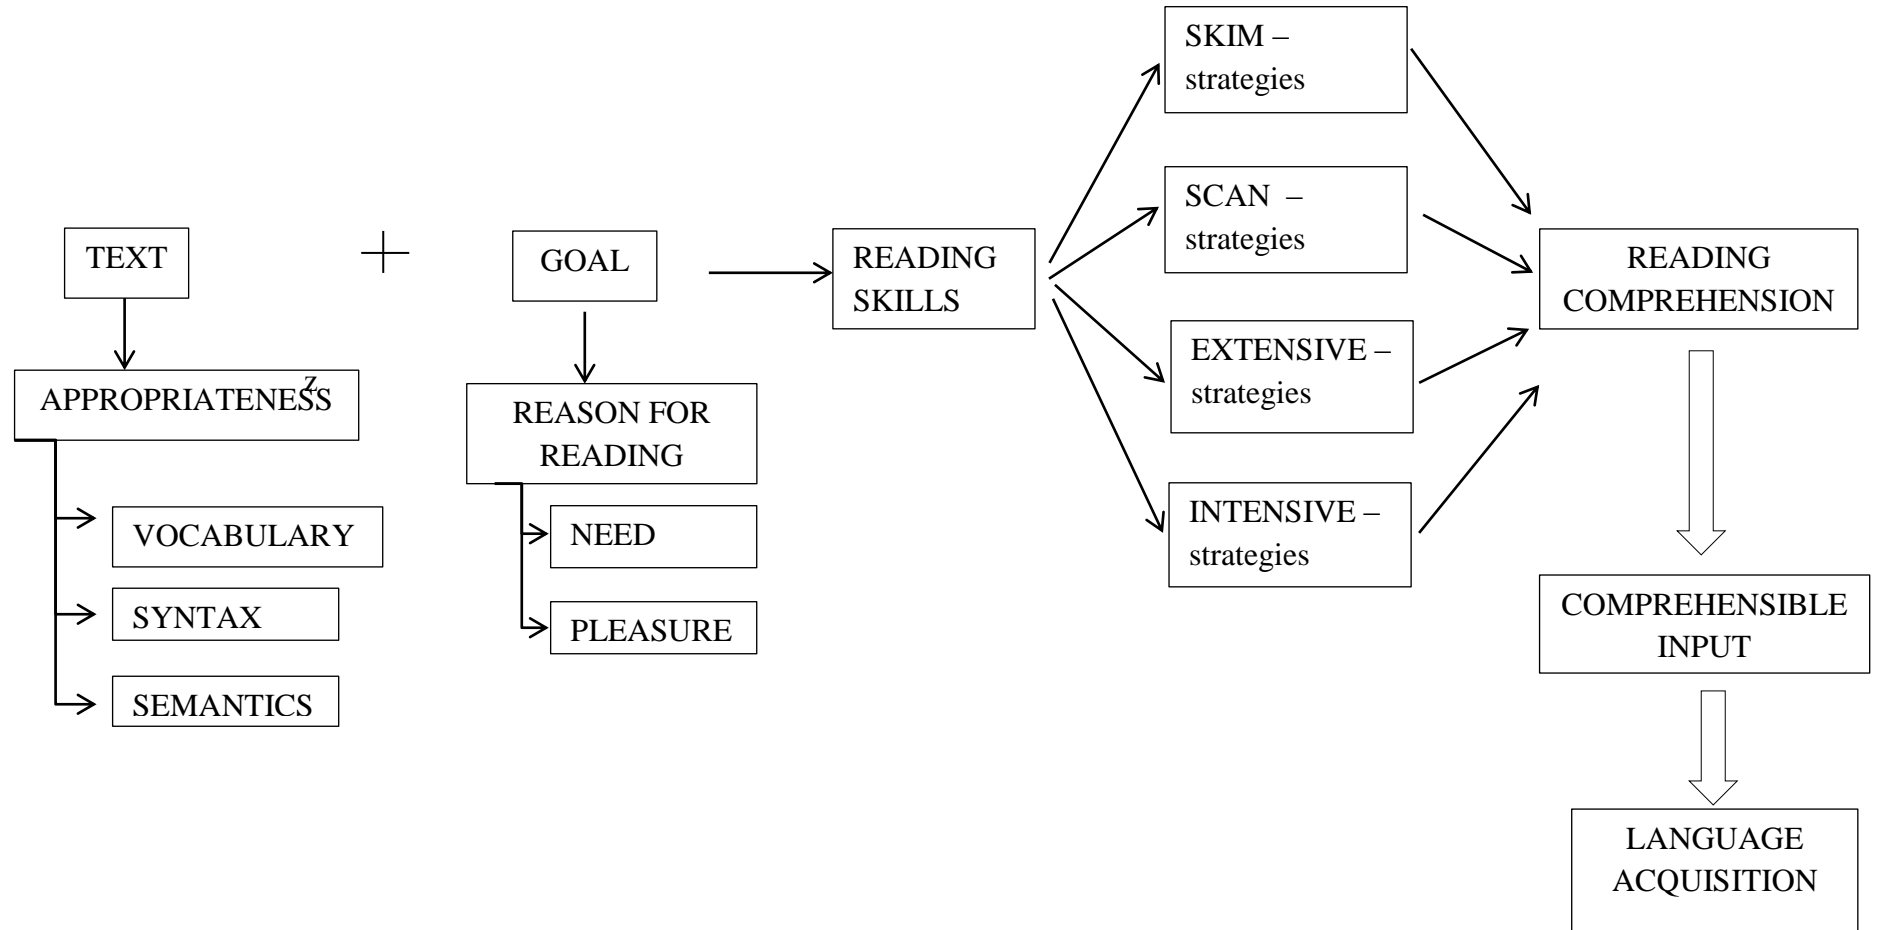 SKIM –
strategies
SCAN –
strategies
TEXT
+
GOAL
READING
SKILLS
READING
COMPREHENSION
EXTENSIVE –
strategies
z
APPROPRIATENESS
REASON FOR
READING
INTENSIVE –
strategies
VOCABULARY
NEED
SYNTAX
PLEASURE
COMPREHENSIBLE
INPUT
SEMANTICS
LANGUAGE
ACQUISITION